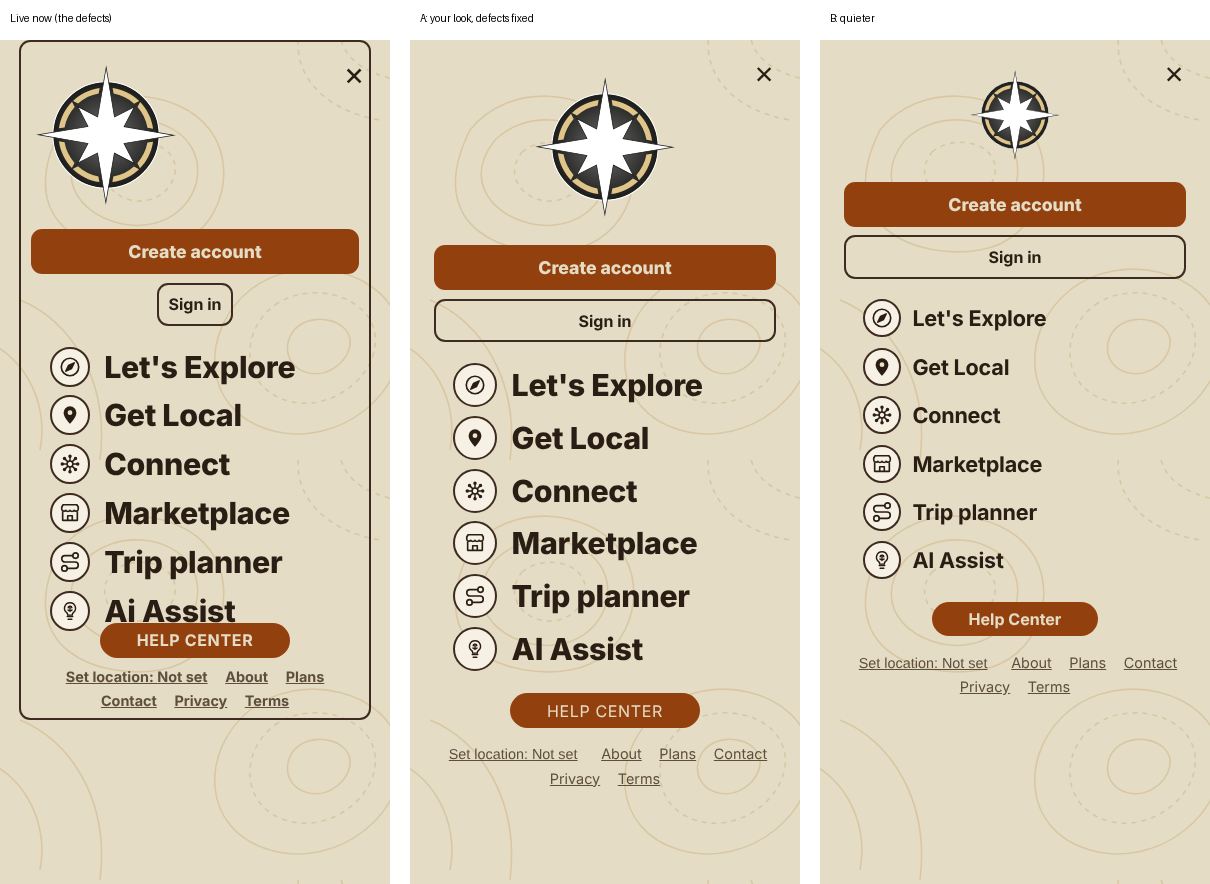 Live now (the defects)
Create account
Sign in
Let's Explore
Get Local
Connect
Marketplace
Trip planner
Ai Assist
HELP CENTER
Set location: Not set About Plans
Contact Privacy Terms
A: your look, defects fixed
Create account
Sign in
Let's Explore
Get Local
Connect
Marketplace
Trip planner
AI Assist
HELP CENTER
Set location: Not set About Plans Contact
Privacy Terms
B: quieter
Create account
Sign in
Let's Explore
Get Local
Connect
Marketplace
Trip planner
AI Assist
Help Center
Set location: Not set About Plans Contact
Privacy Terms